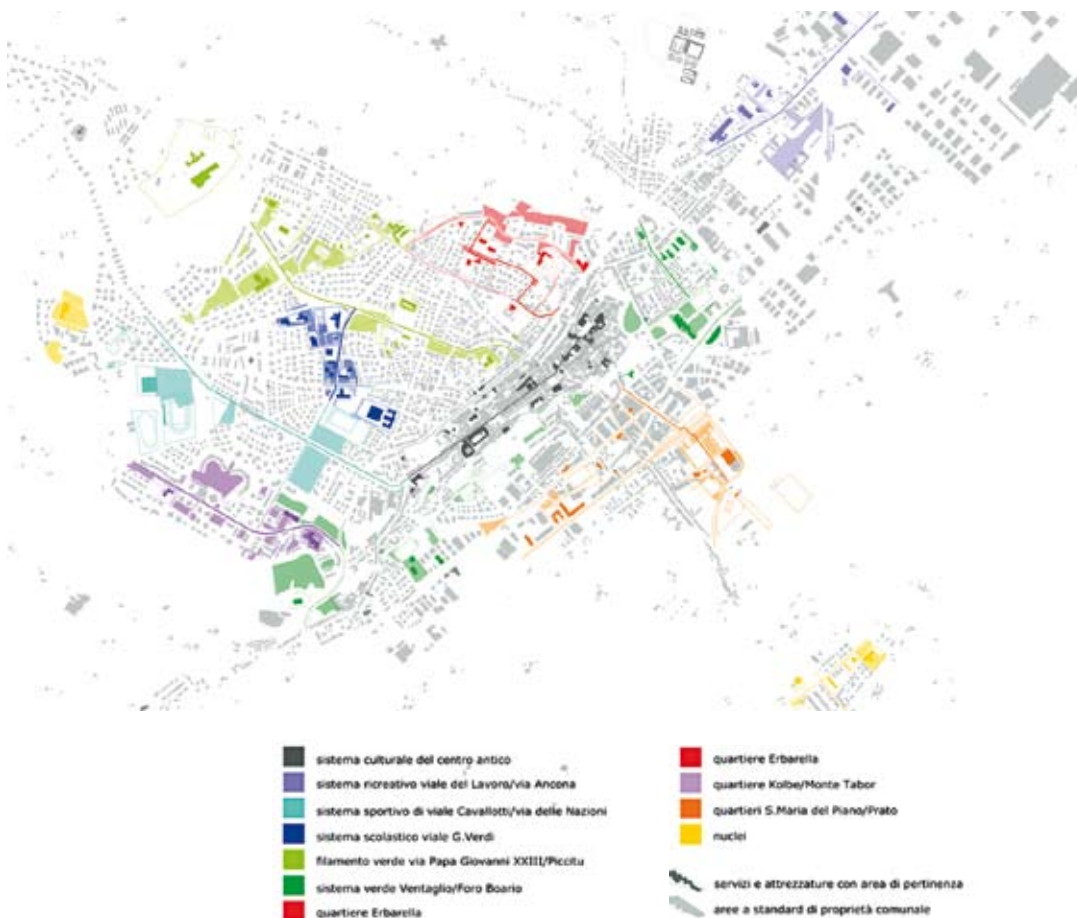 sistema culturale del centro antico
sistema ricreativo viale del Lavoro/via Ancona
sistema sportivo di viale Cavallotti/via delle Nazioni
sistema scolastico viale G.Verdi
filamento verde via Papa Giovanni XXIII/Piccitu
sistema verde Ventaglio/Foro Boario
quartiere Erbarella
quartiere Erbarella
quartiere Kolbe/Monte Tabor
quartieri S.Maria del Piano/Prato
nuclei
servizi e attrezzature con area di pertinenza
aree a standard di proprietà comunale